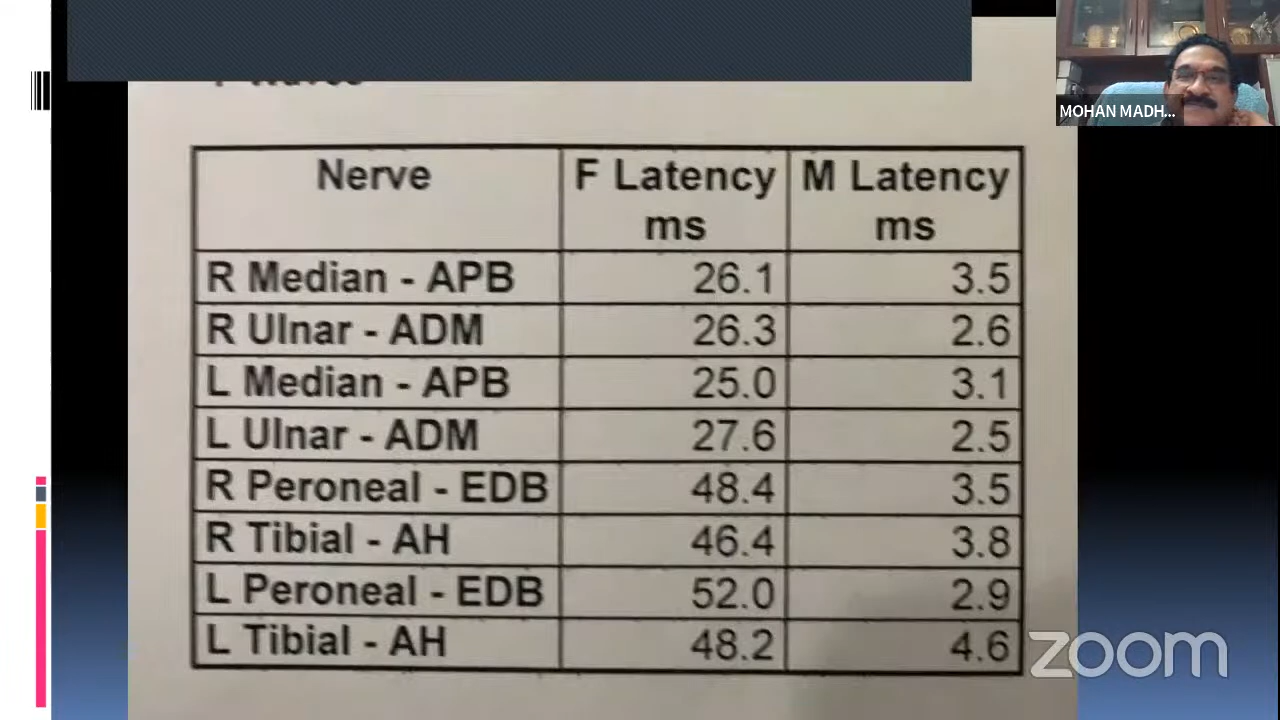 MOHAN MADH...
Nerve F Latency ms M Latency ms
R Median - APB 26.1 3.5
R Ulnar - ADM 26.3 2.6
L Median - APB 25.0 3.1
L Ulnar - ADM 27.6 2.5
R Peroneal - EDB 48.4 3.5
R Tibial - AH 46.4 3.8
L Peroneal - EDB 52.0 2.9
L Tibial - AH 48.2 4.6
zoom